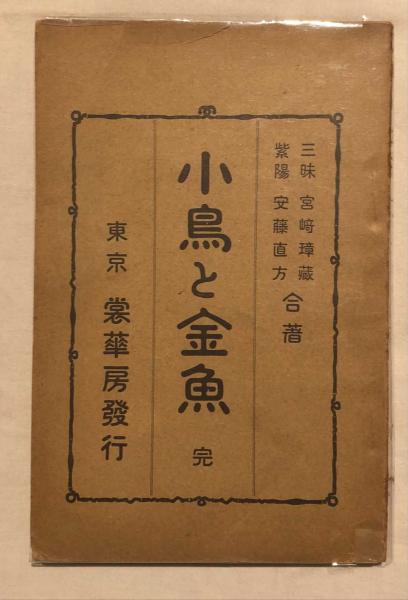 三昧 宮﨑璋藏
紫陽 安藤直方
合著
小鳥と金魚 完
東京 裳華房發行